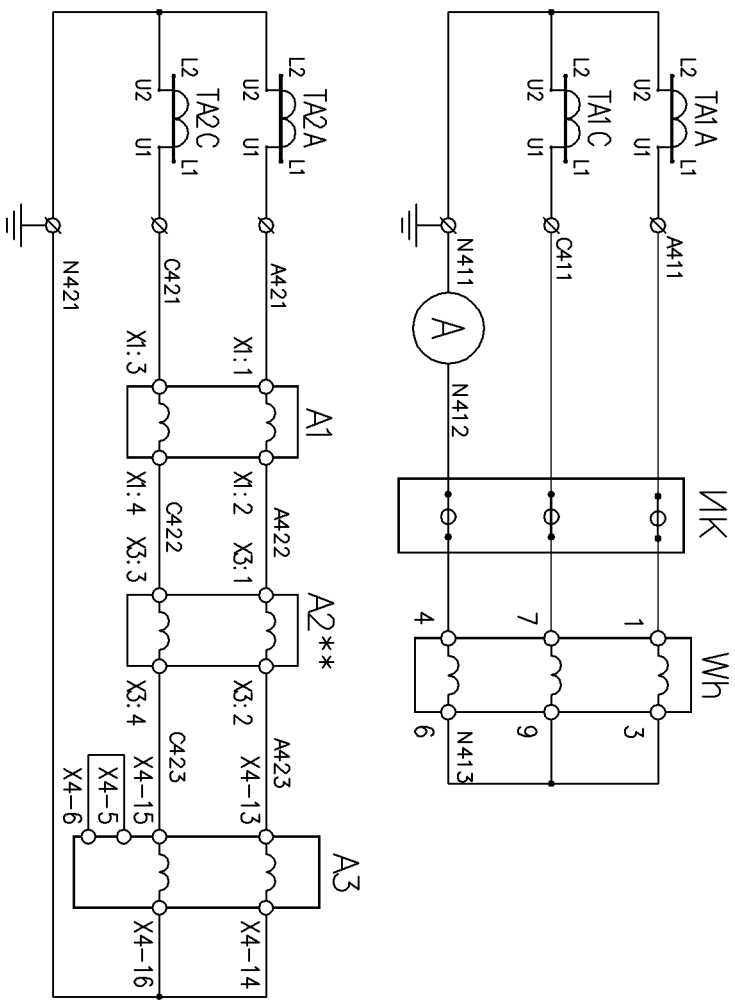 ИК
Wh
TA1A
L2
L1
U2
U1
A411
1
3
TA1C
L2
L1
U2
U1
C411
7
9
N411
A
N412
4
6
N413
A3
TA2A
L2
L1
U2
U1
A1
A2**
A421
X1:1
X1:2
A422
X3:1
X3:2
A423
X4-13
X4-14
TA2C
L2
L1
U2
U1
C421
X1:3
X1:4
C422
X3:3
X3:4
C423
X4-15
X4-16
X4-5
X4-6
N421